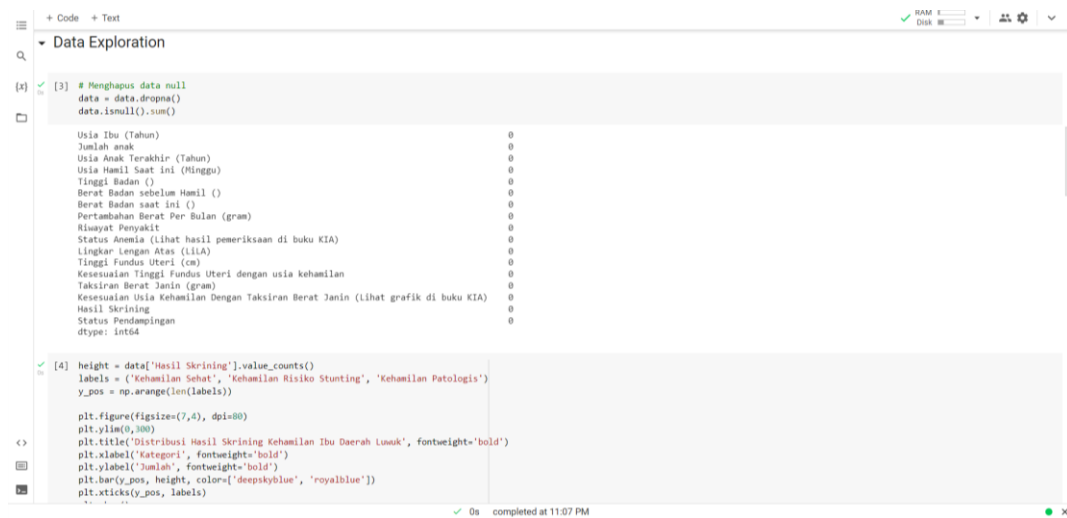 + Code + Text
RAM
Disk
Data Exploration
{x}
[3] # Menghapus data null
0s
data = data.dropna()
data.isnull().sum()
Usia Ibu (Tahun) 0
Jumlah anak 0
Usia Anak Terakhir (Tahun) 0
Usia Hamil Saat ini (Minggu) 0
Tinggi Badan () 0
Berat Badan sebelum Hamil () 0
Berat Badan saat ini () 0
Pertambahan Berat Per Bulan (gram) 0
Riwayat Penyakit 0
Status Anemia (Lihat hasil pemeriksaan di buku KIA) 0
Lingkar Lengan Atas (LiLA) 0
Tinggi Fundus Uteri (cm) 0
Kesesuaian Tinggi Fundus Uteri dengan usia kehamilan 0
Taksiran Berat Janin (gram) 0
Kesesuaian Usia Kehamilan Dengan Taksiran Berat Janin (Lihat grafik di buku KIA) 0
Hasil Skrining 0
Status Pendampingan 0
dtype: int64
[4] height = data['Hasil Skrining'].value_counts()
0s
labels = ('Kehamilan Sehat', 'Kehamilan Risiko Stunting', 'Kehamilan Patologis')
y_pos = np.arange(len(labels))
plt.figure(figsize=(7,4), dpi=80)
plt.ylim(0,300)
plt.title('Distribusi Hasil Skrining Kehamilan Ibu Daerah Luwuk', fontweight='bold')
plt.xlabel('Kategori', fontweight='bold')
plt.ylabel('Jumlah', fontweight='bold')
plt.bar(y_pos, height, color=['deepskyblue', 'royalblue'])
plt.xticks(y_pos, labels)
0s completed at 11:07 PM